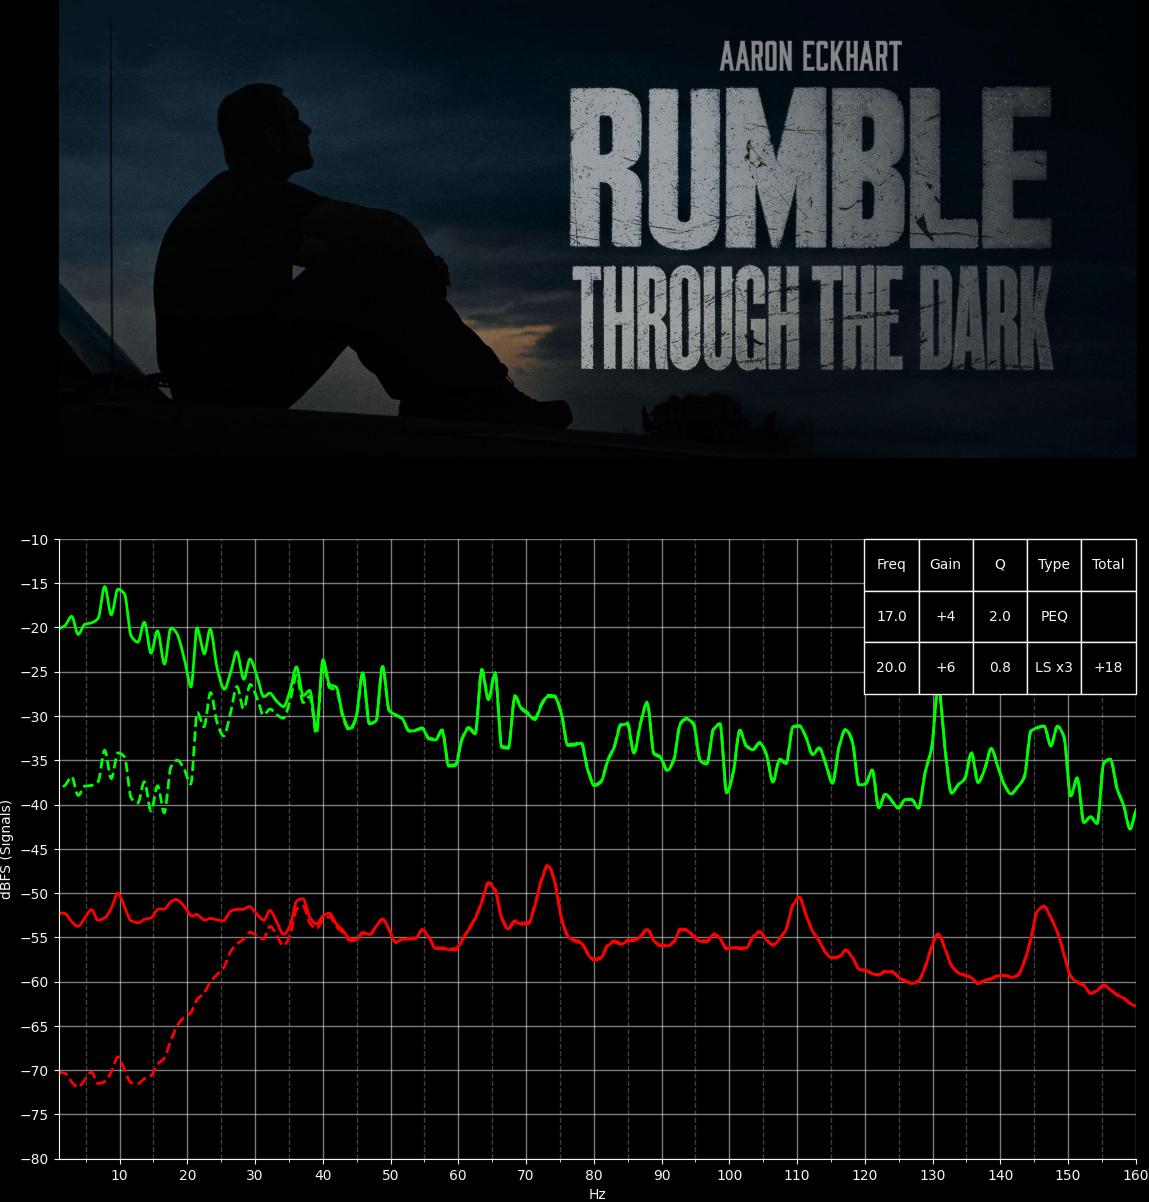 AARON ECKHART
RUMBLE
THROUGH THE DARK
−10
−15
−20
−25
−30
−35
−40
−45
−50
−55
−60
−65
−70
−75
−80
dBFS (Signals)
Freq Gain Q Type Total
17.0 +4 2.0 PEQ
20.0 +6 0.8 LS x3 +18
10 20 30 40 50 60 70 80 90 100 110 120 130 140 150 160
Hz